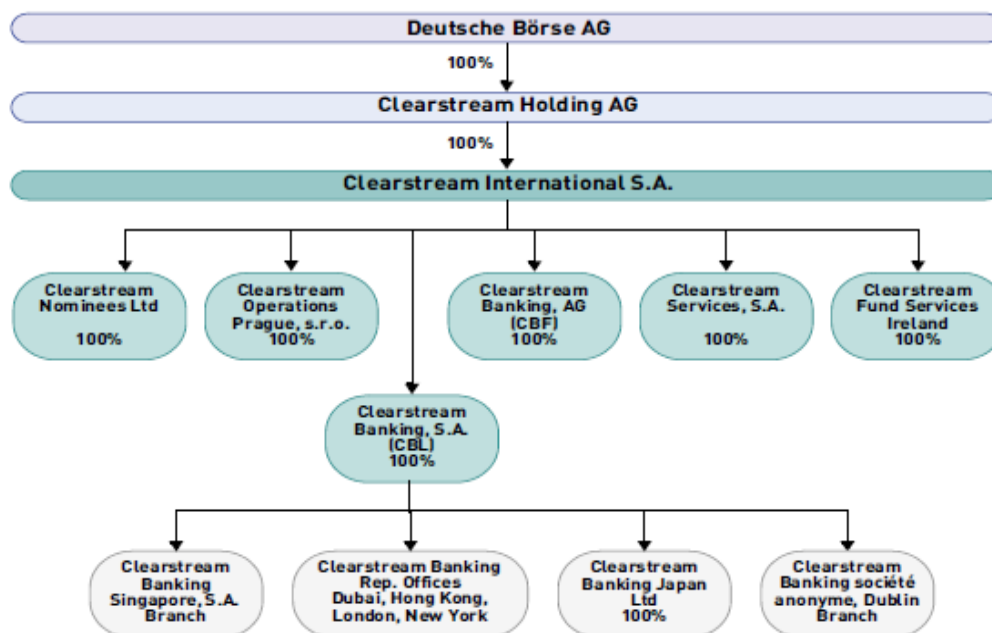 Deutsche Börse AG
100%
Clearstream Holding AG
100%
Clearstream International S.A.
Clearstream
Nominees Ltd
100%
Clearstream
Operations
Prague, s.r.o.
100%
Clearstream
Banking, AG
(CBF)
100%
Clearstream
Services, S.A.
100%
Clearstream
Fund Services
Ireland
100%
Clearstream
Banking, S.A.
(CBL)
100%
Clearstream
Banking
Singapore, S.A.
Branch
Clearstream Banking
Rep. Offices
Dubai, Hong Kong,
London, New York
Clearstream
Banking Japan
Ltd
100%
Clearstream
Banking société
anonyme, Dublin
Branch